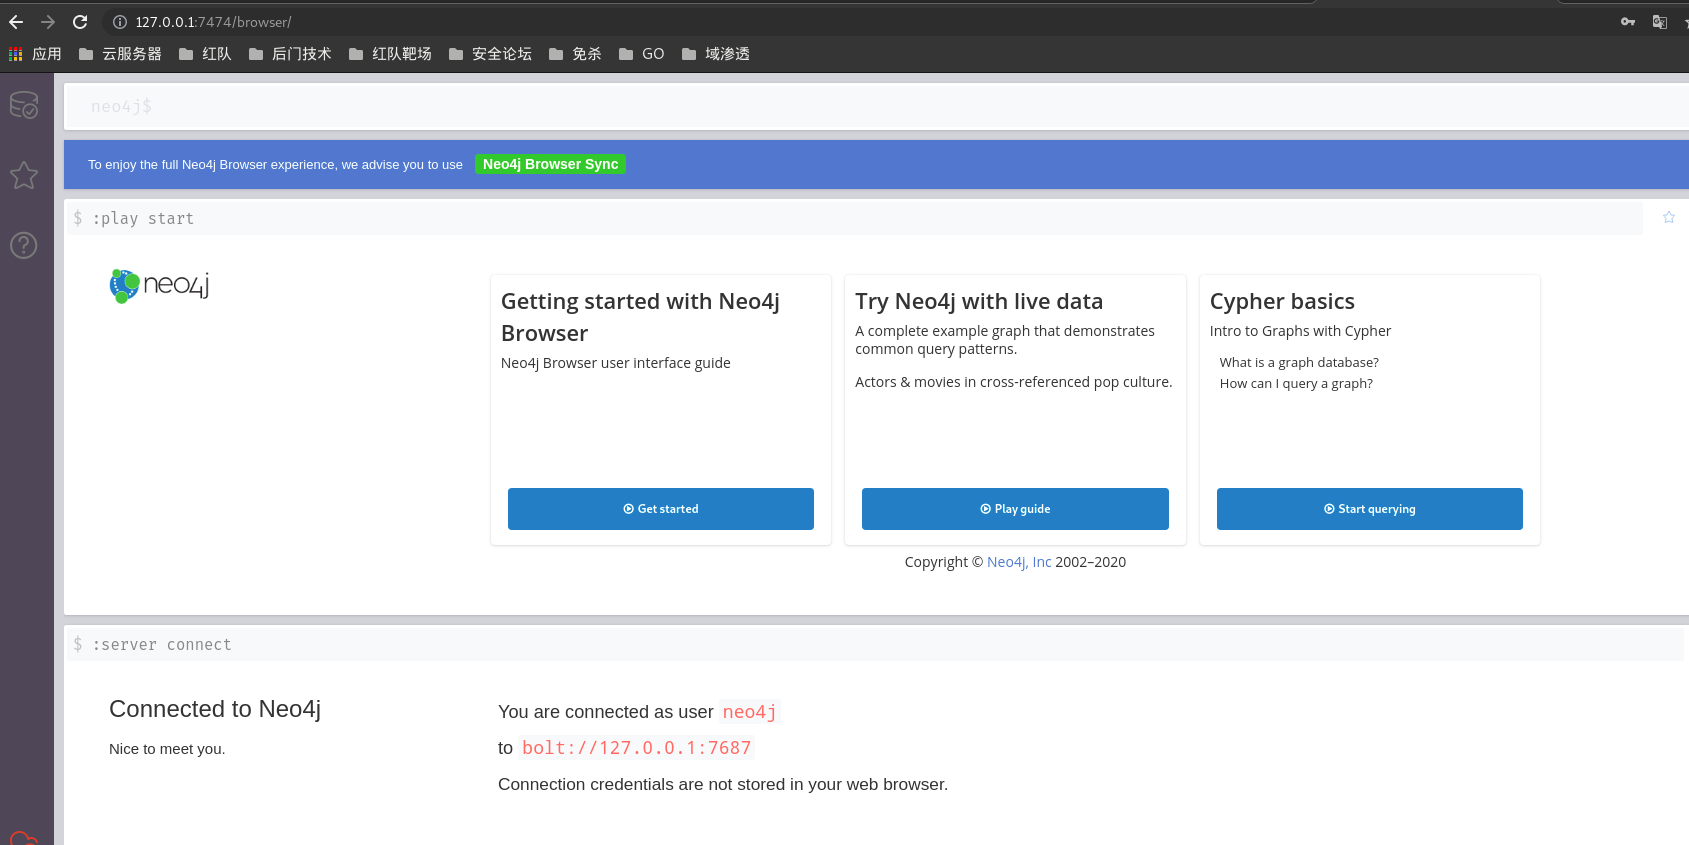 127.0.0.1:7474/browser/
应用 云服务器 红队 后门技术 红队靶场 安全论坛 免杀 GO 域渗透
neo4j$
To enjoy the full Neo4j Browser experience, we advise you to use Neo4j Browser Sync
$ :play start
neo4j
Getting started with Neo4j
Browser
Neo4j Browser user interface guide
Get started
Try Neo4j with live data
A complete example graph that demonstrates
common query patterns.
Actors & movies in cross-referenced pop culture.
Play guide
Cypher basics
Intro to Graphs with Cypher
What is a graph database?
How can I query a graph?
Start querying
Copyright © Neo4j, Inc 2002–2020
$ :server connect
Connected to Neo4j
Nice to meet you.
You are connected as user neo4j
to bolt://127.0.0.1:7687
Connection credentials are not stored in your web browser.